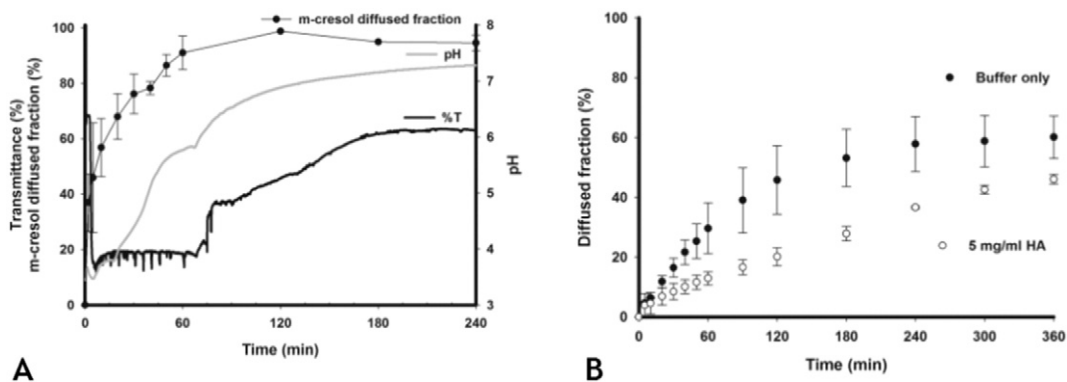 m-cresol diffused fraction
pH
%T
Transmittance (%)
m-cresol diffused fraction (%)
100
80
60
40
20
0
8
7
6
5
4
3
pH
0
60
120
180
240
Time (min)
A
Diffused fraction (%)
100
80
60
40
20
0
Buffer only
5 mg/ml HA
0
60
120
180
240
300
360
Time (min)
B